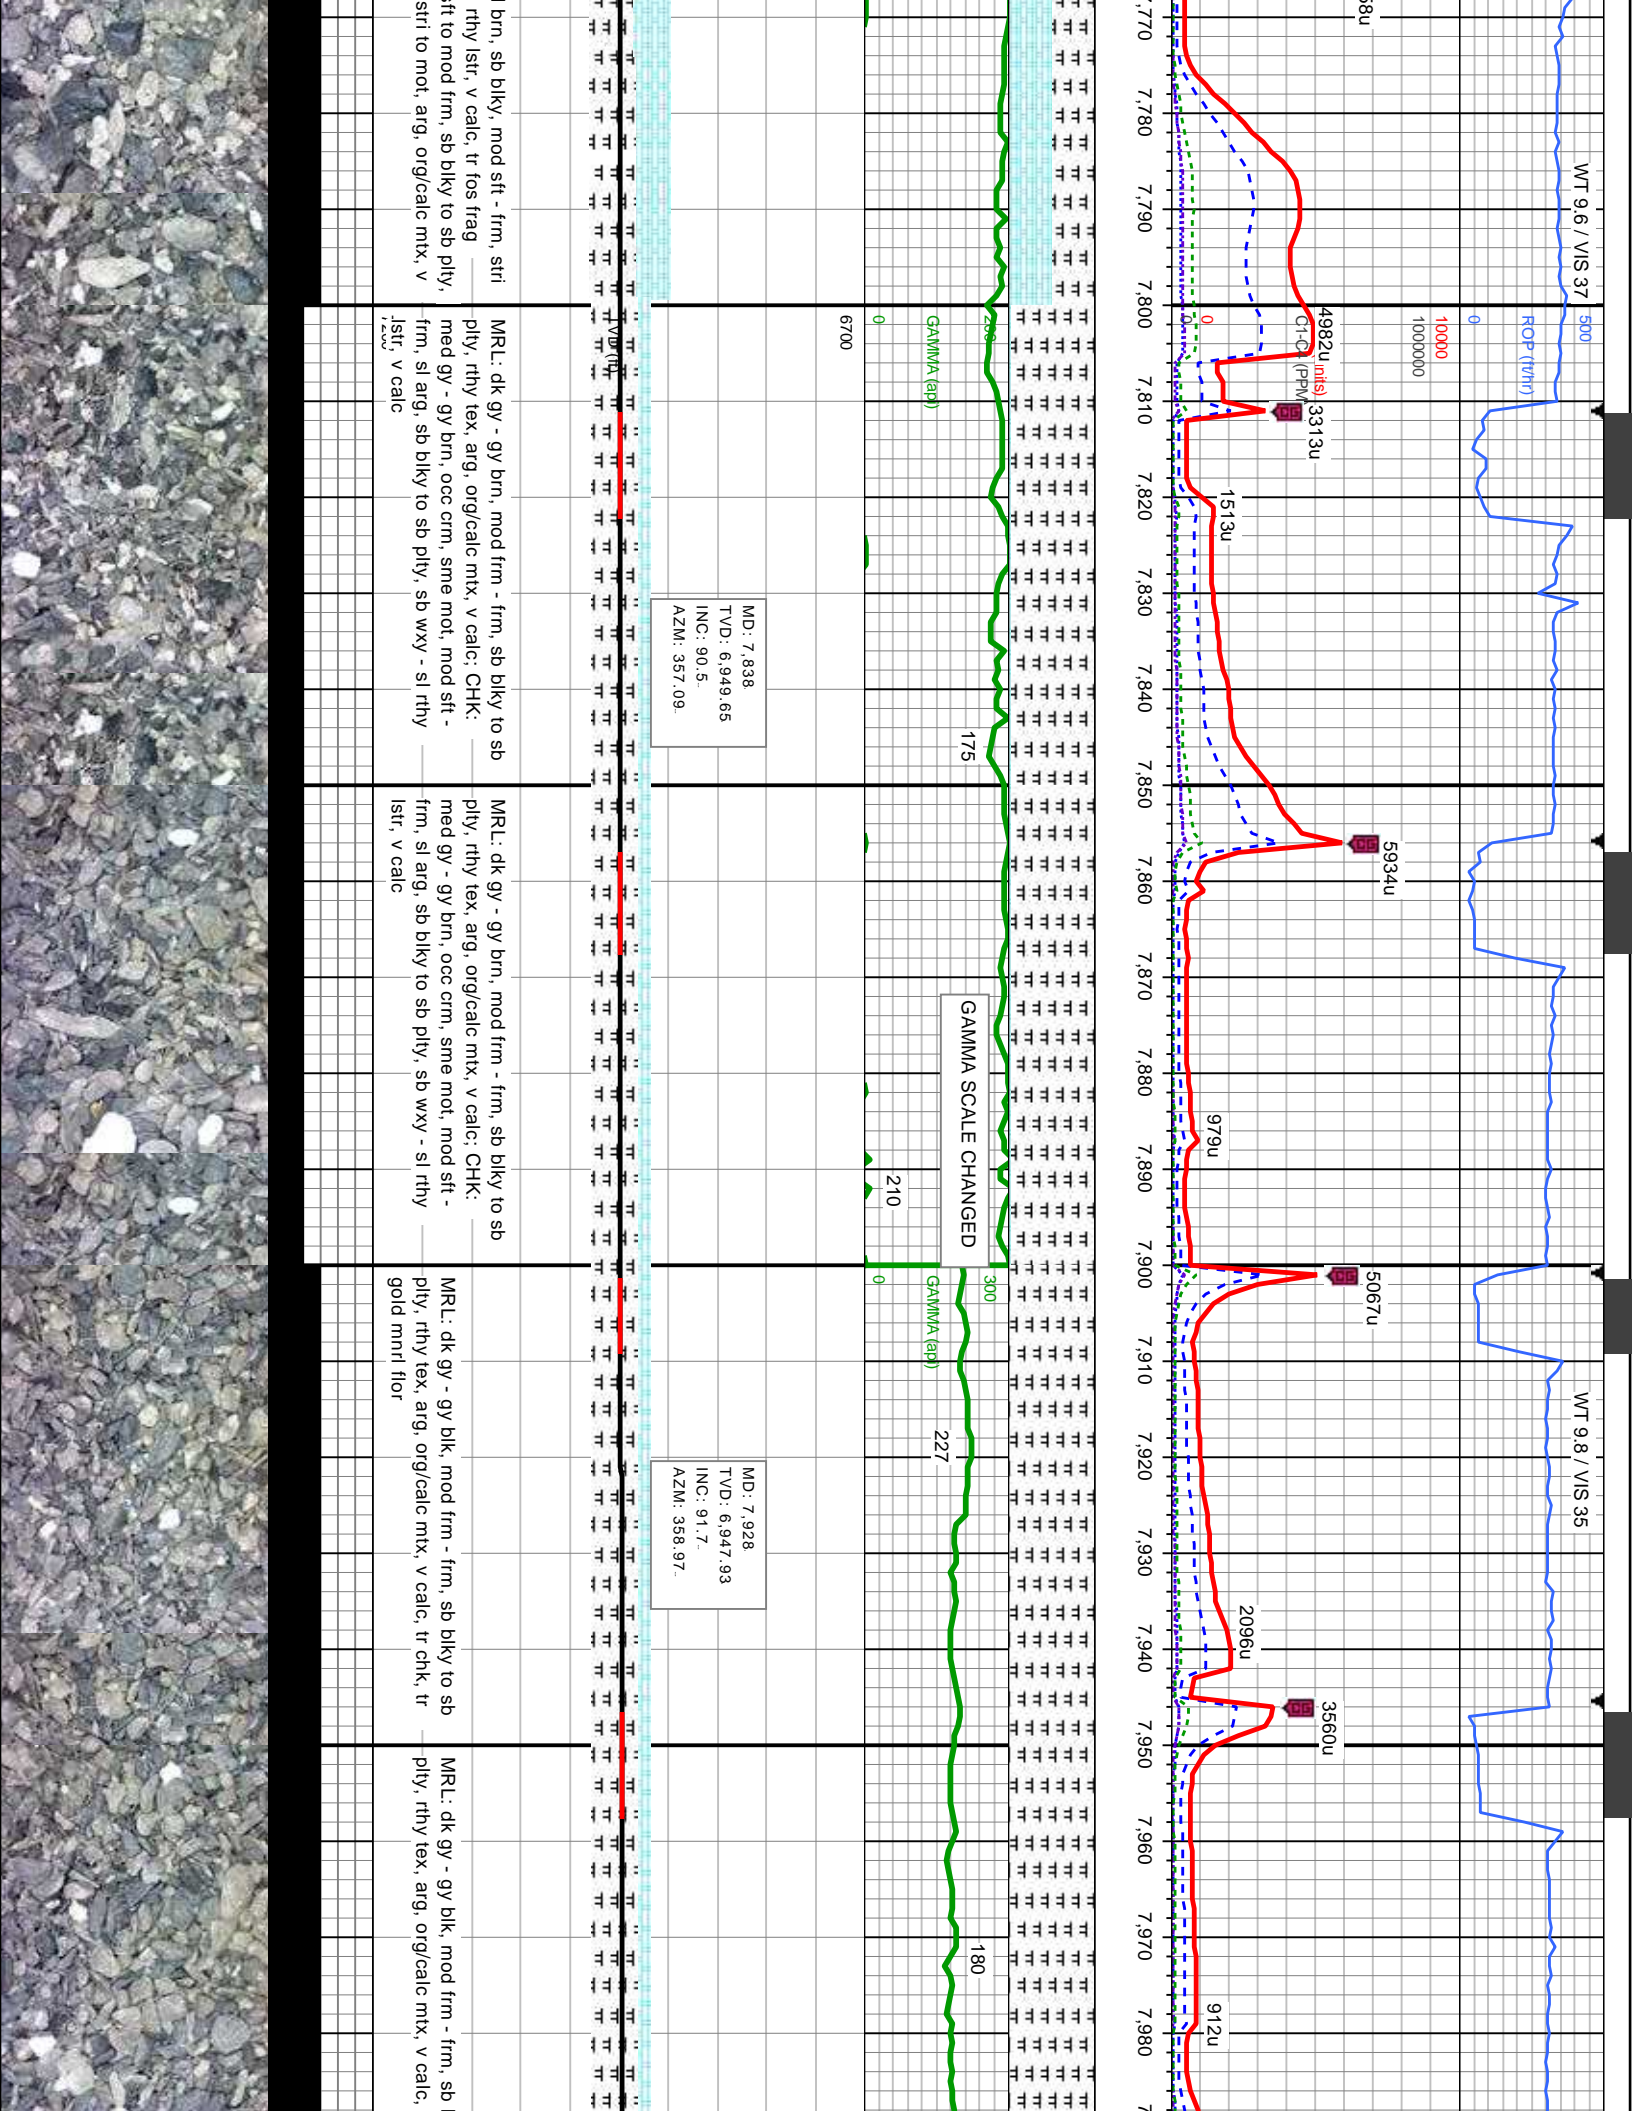 58u
WT 9.6 / VIS 37
WT 9.8 / VIS 35
500
ROP (ft/hr)
0
10000
1000000
C1-C4 (PPM
nits)
0
4982u
3313u
1513u
5934u
979u
5067u
2096u
3560u
912u
7,770
7,780
7,790
7,800
7,810
7,820
7,830
7,840
7,850
7,860
7,870
7,880
7,890
7,900
7,910
7,920
7,930
7,940
7,950
7,960
7,970
7,980
GAMMA (api)
0
175
GAMMA SCALE CHANGED
210
300
GAMMA (api)
0
227
180
6700
MD: 7,838
TVD: 6,949.65
INC: 90.5
AZM: 357.09
MD: 7,928
TVD: 6,947.93
INC: 91.7
AZM: 358.97
brn, sb blky, mod sft - frm, stri
rthy lstr, v calc, tr fos frag
sft to mod frm, sb blky to sb plty,
stri to mot, arg, org/calc mtx, v
MRL: dk gy - gy brn, mod frm - frm, sb blky to sb
plty, rthy tex, arg, org/calc mtx, v calc; CHK:
med gy - gy brn, occ crm, sme mot, mod sft -
frm, sl arg, sb blky to sb plty, sb wxy - sl rthy
lstr, v calc
MRL: dk gy - gy brn, mod frm - frm, sb blky to sb
plty, rthy tex, arg, org/calc mtx, v calc; CHK:
med gy - gy brn, occ crm, sme mot, mod sft -
frm, sl arg, sb blky to sb plty, sb wxy - sl rthy
lstr, v calc
MRL: dk gy - gy blk, mod frm - frm, sb blky to sb
plty, rthy tex, arg, org/calc mtx, v calc, tr chk, tr
gold mnrl flor
MRL: dk gy - gy blk, mod frm - frm, sb
plty, rthy tex, arg, org/calc mtx, v calc,